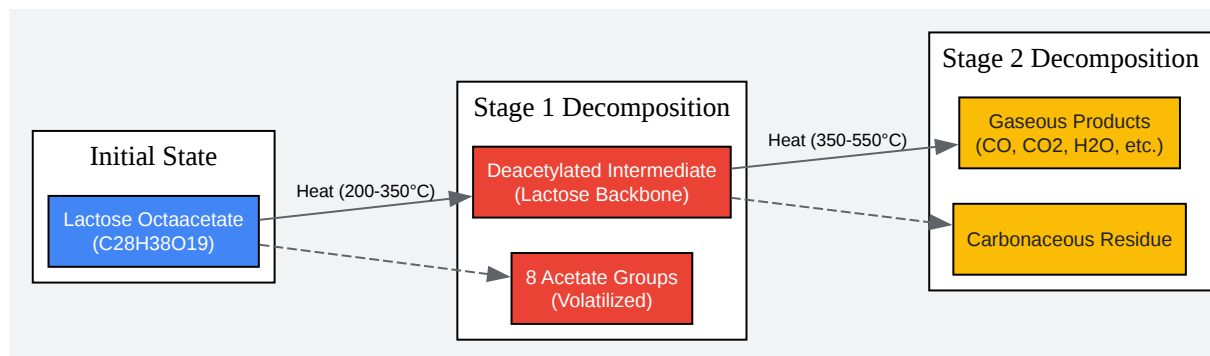 Initial State
Lactose Octaacetate
(C28H38O19)
Heat (200-350°C)
Stage 1 Decomposition
Deacetylated Intermediate
(Lactose Backbone)
8 Acetate Groups
(Volatilized)
Heat (350-550°C)
Stage 2 Decomposition
Gaseous Products
(CO, CO2, H2O, etc.)
Carbonaceous Residue